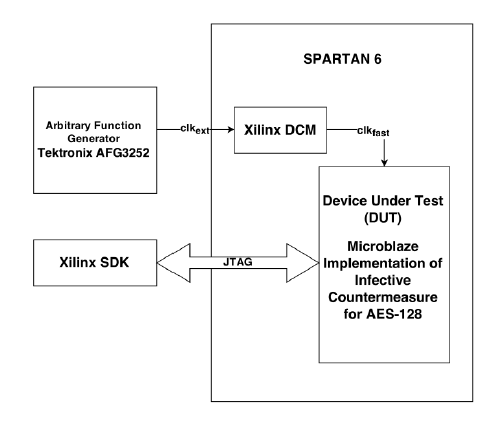 SPARTAN 6
Arbitrary Function
Generator
Tektronix AFG3252
clkext
Xilinx DCM
clkfast
Device Under Test
(DUT)
Microblaze
Implementation of
Infective
Countermeasure
for AES-128
Xilinx SDK
JTAG